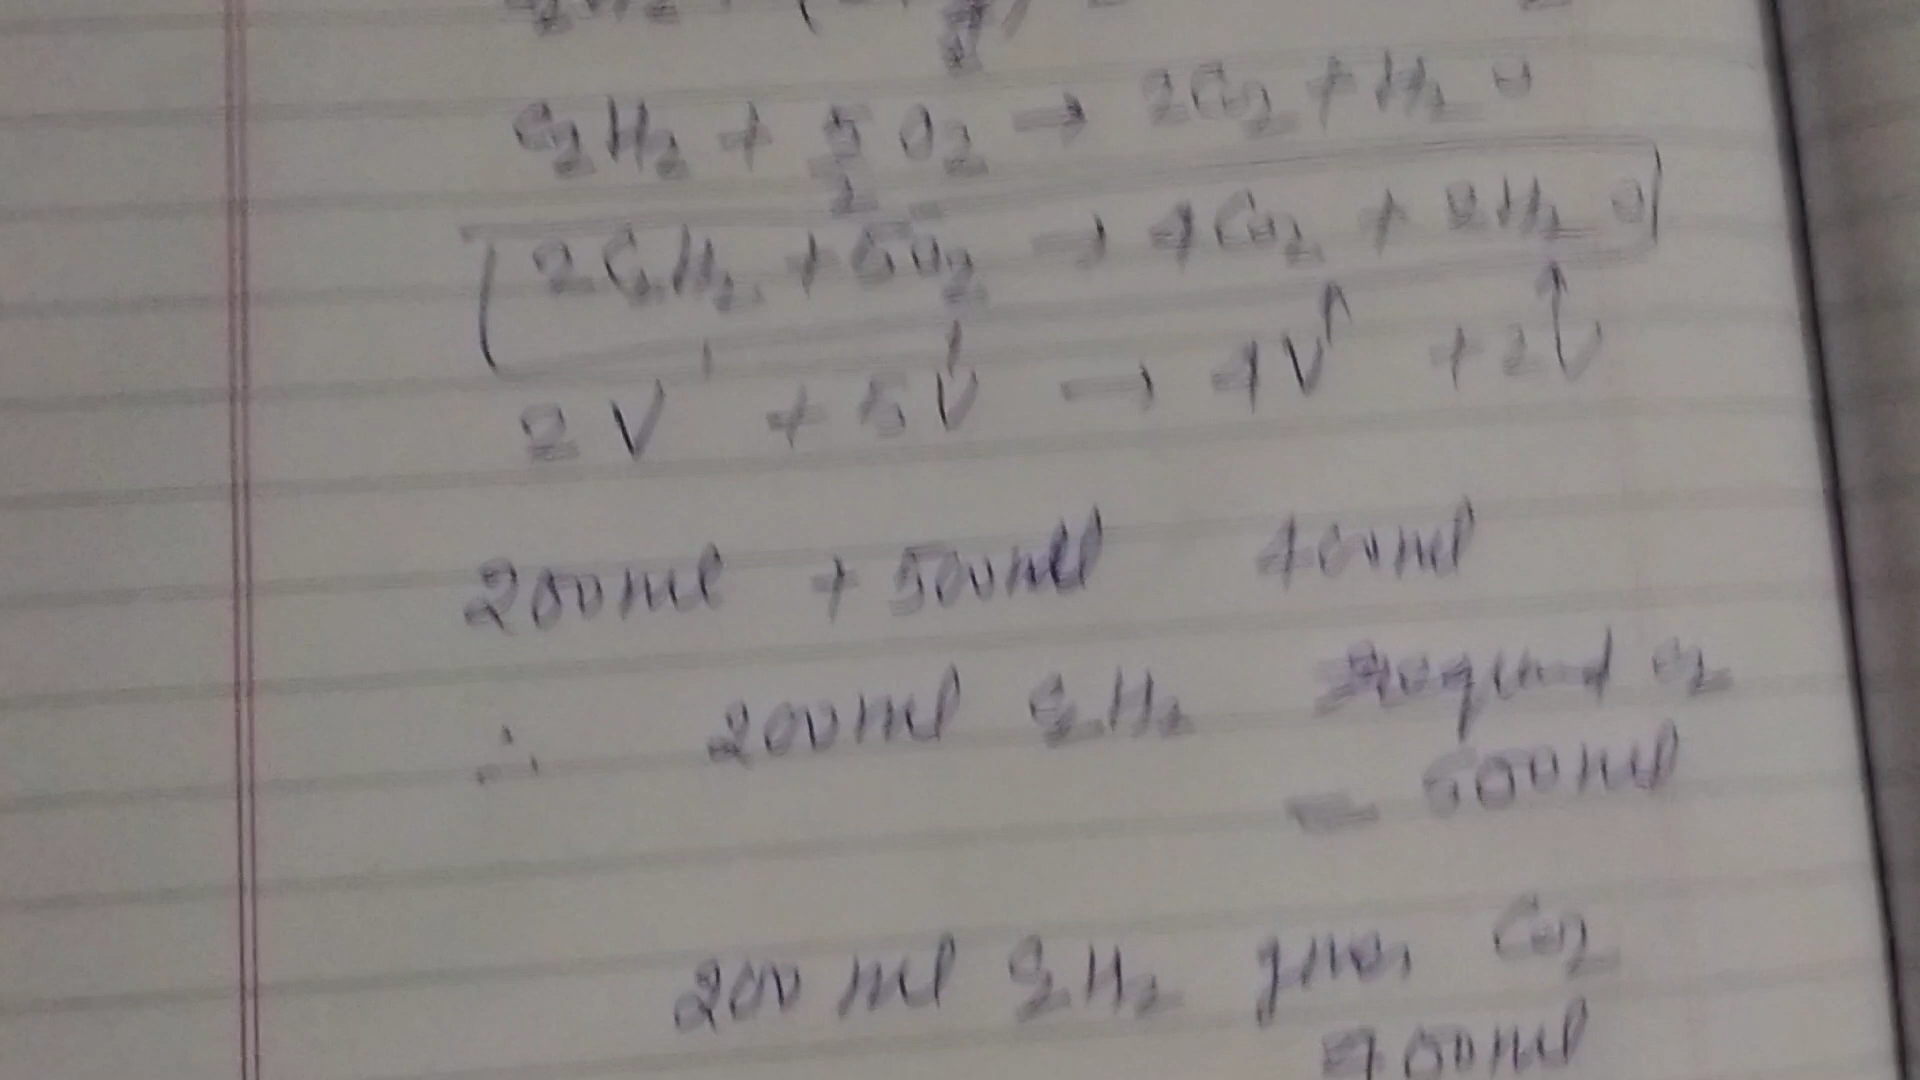 C2H2 + 5/2 O2 → 2CO2 + H2O
2C2H2 + 5O2 → 4CO2 + 2H2O
2V + 5V → 4V + 2V
200ml + 500ml 400ml
∴ 200ml C2H2 required O2
= 500ml
200 ml C2H2 gives CO2
400ml